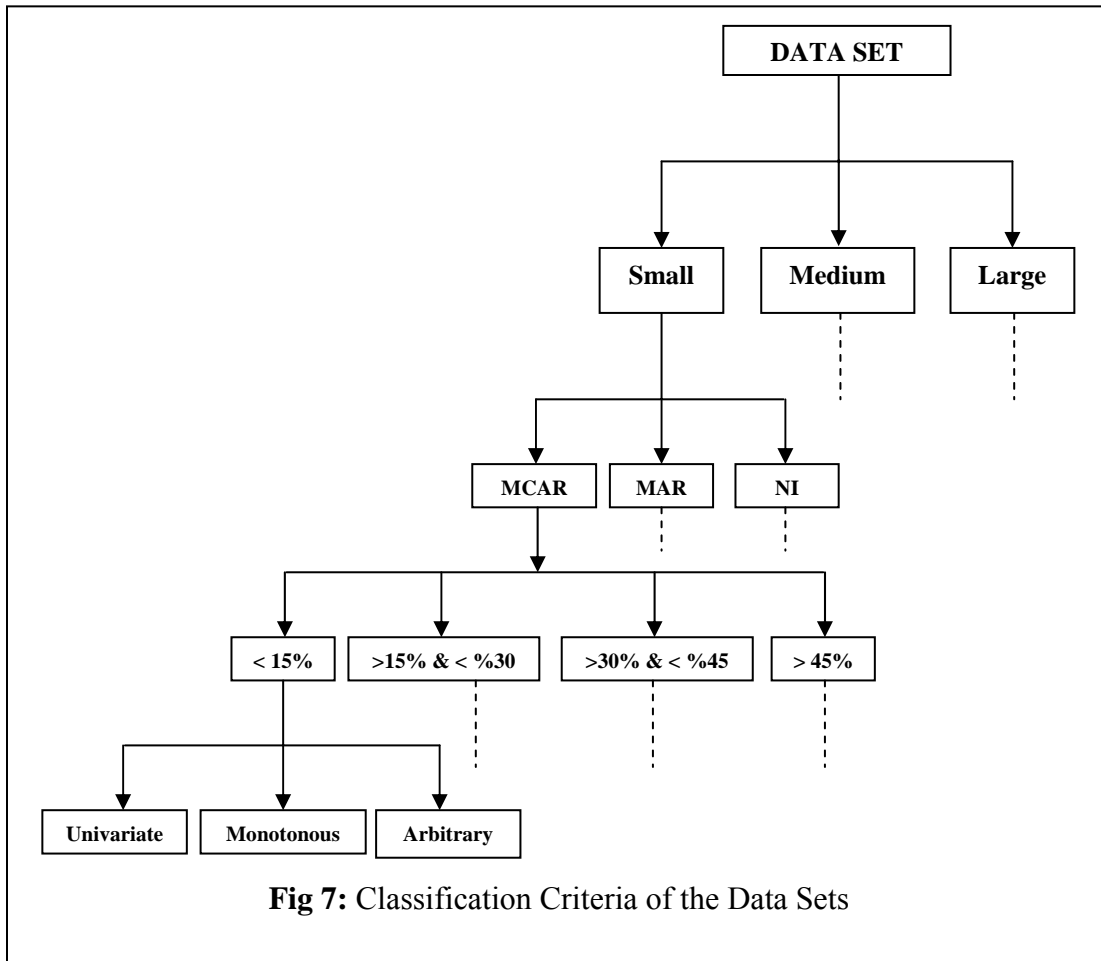 DATA SET
Small
Medium
Large
MCAR
MAR
NI
< 15%
>15% & < %30
>30% & < %45
> 45%
Univariate
Monotonous
Arbitrary
Fig 7: Classification Criteria of the Data Sets